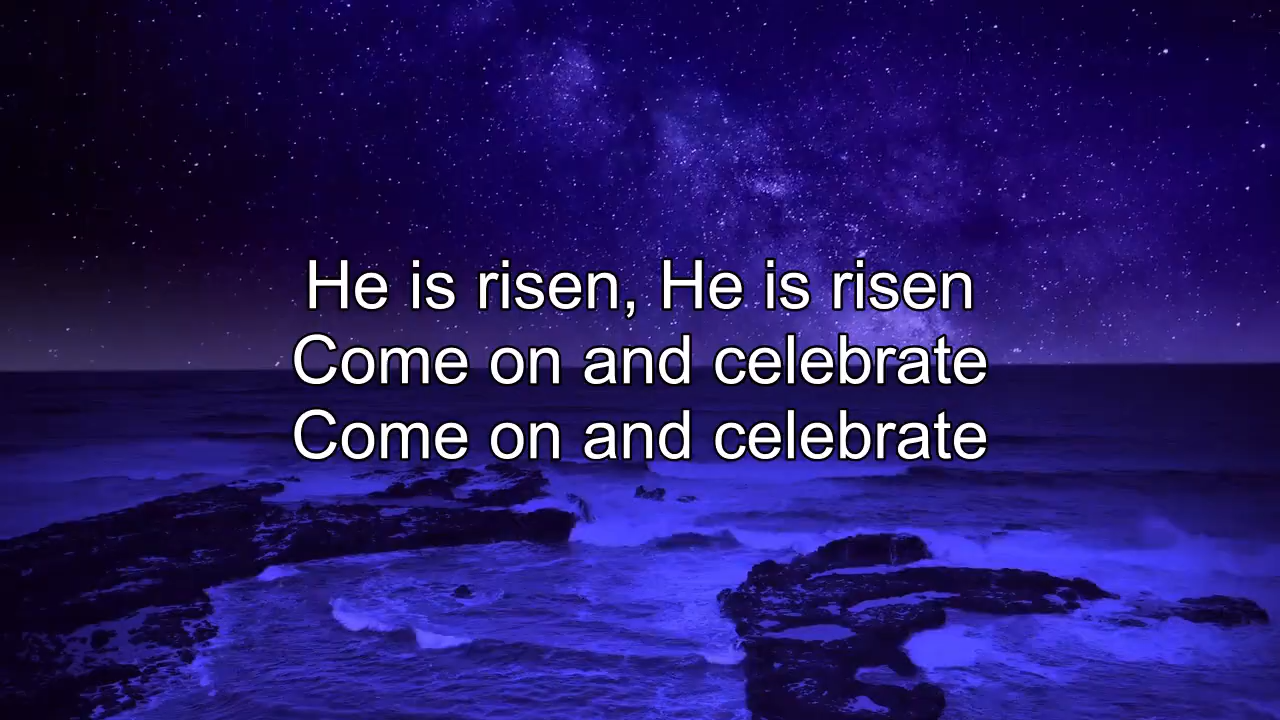 He is risen, He is risen
Come on and celebrate
Come on and celebrate